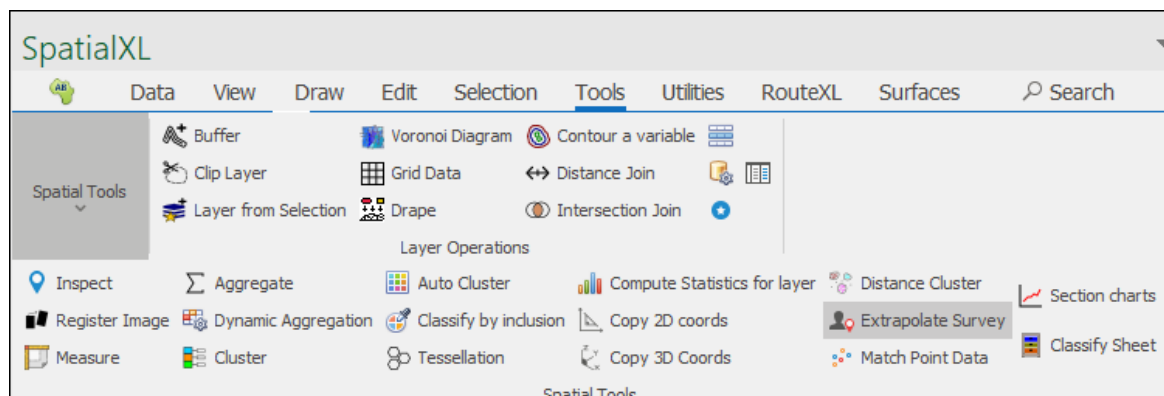 SpatialXL
AB Data View Draw Edit Selection Tools Utilities RouteXL Surfaces Search
Spatial Tools
Buffer Voronoi Diagram Contour a variable
Clip Layer Grid Data Distance Join
Layer from Selection Drape Intersection Join
Layer Operations
Inspect Aggregate Auto Cluster Compute Statistics for layer Distance Cluster
Register Image Dynamic Aggregation Classify by inclusion Copy 2D coords Extrapolate Survey
Measure Cluster Tessellation Copy 3D Coords Match Point Data
Section charts
Classify Sheet
Spatial Tools